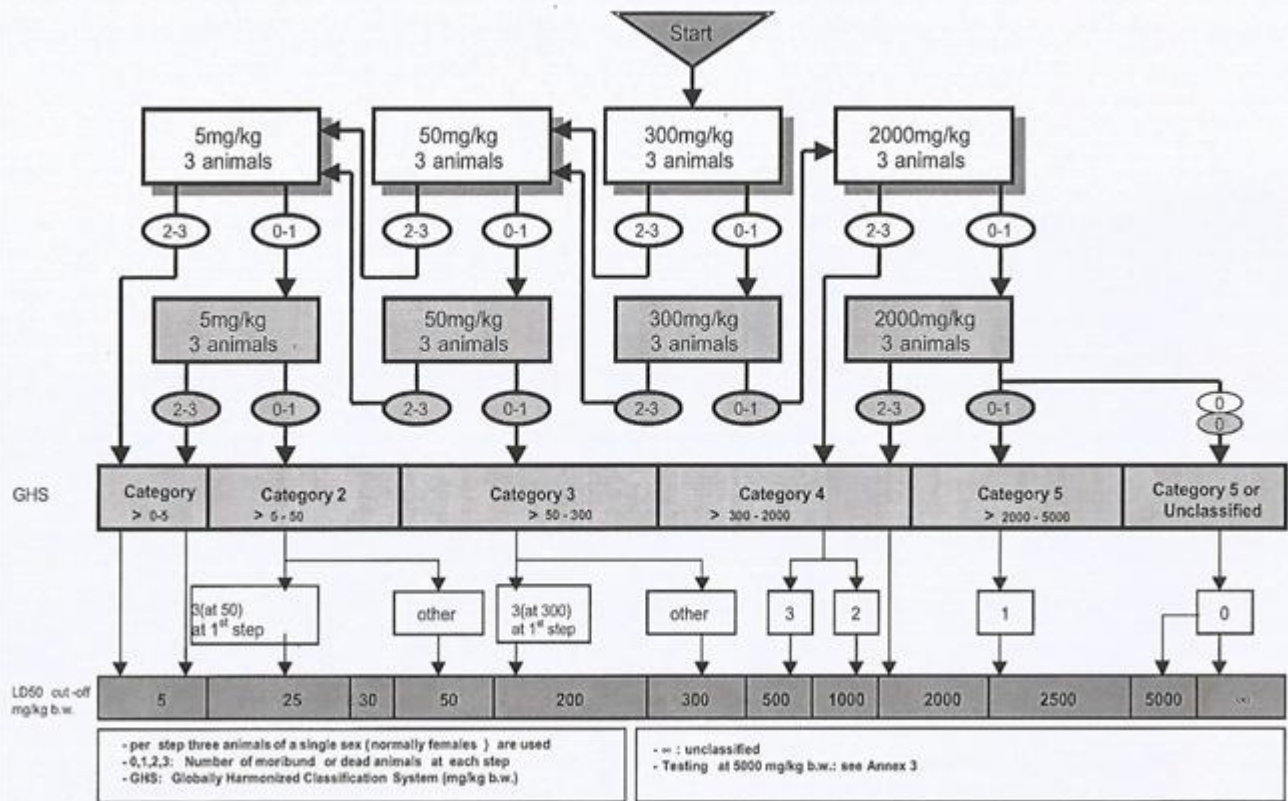 Start
5mg/kg
3 animals
50mg/kg
3 animals
300mg/kg
3 animals
2000mg/kg
3 animals
2-3
0-1
2-3
0-1
2-3
0-1
2-3
0-1
5mg/kg
3 animals
50mg/kg
3 animals
300mg/kg
3 animals
2000mg/kg
3 animals
2-3
0-1
2-3
0-1
2-3
0-1
2-3
0-1
0
0
GHS
Category
> 0-5
Category 2
> 5 - 50
Category 3
> 50 - 300
Category 4
> 300 - 2000
Category 5
> 2000 - 5000
Category 5 or
Unclassified
3(at 50)
at 1st step
other
3(at 300)
at 1st step
other
3
2
1
0
LD50 cut-off
mg/kg b.w.
5
25
30
50
200
300
500
1000
2000
2500
5000
∞
- per step three animals of a single sex (normally females ) are used
- 0,1,2,3: Number of moribund or dead animals at each step
- GHS: Globally Harmonized Classification System (mg/kg b.w.)
- ∞ : unclassified
- Testing at 5000 mg/kg b.w.: see Annex 3